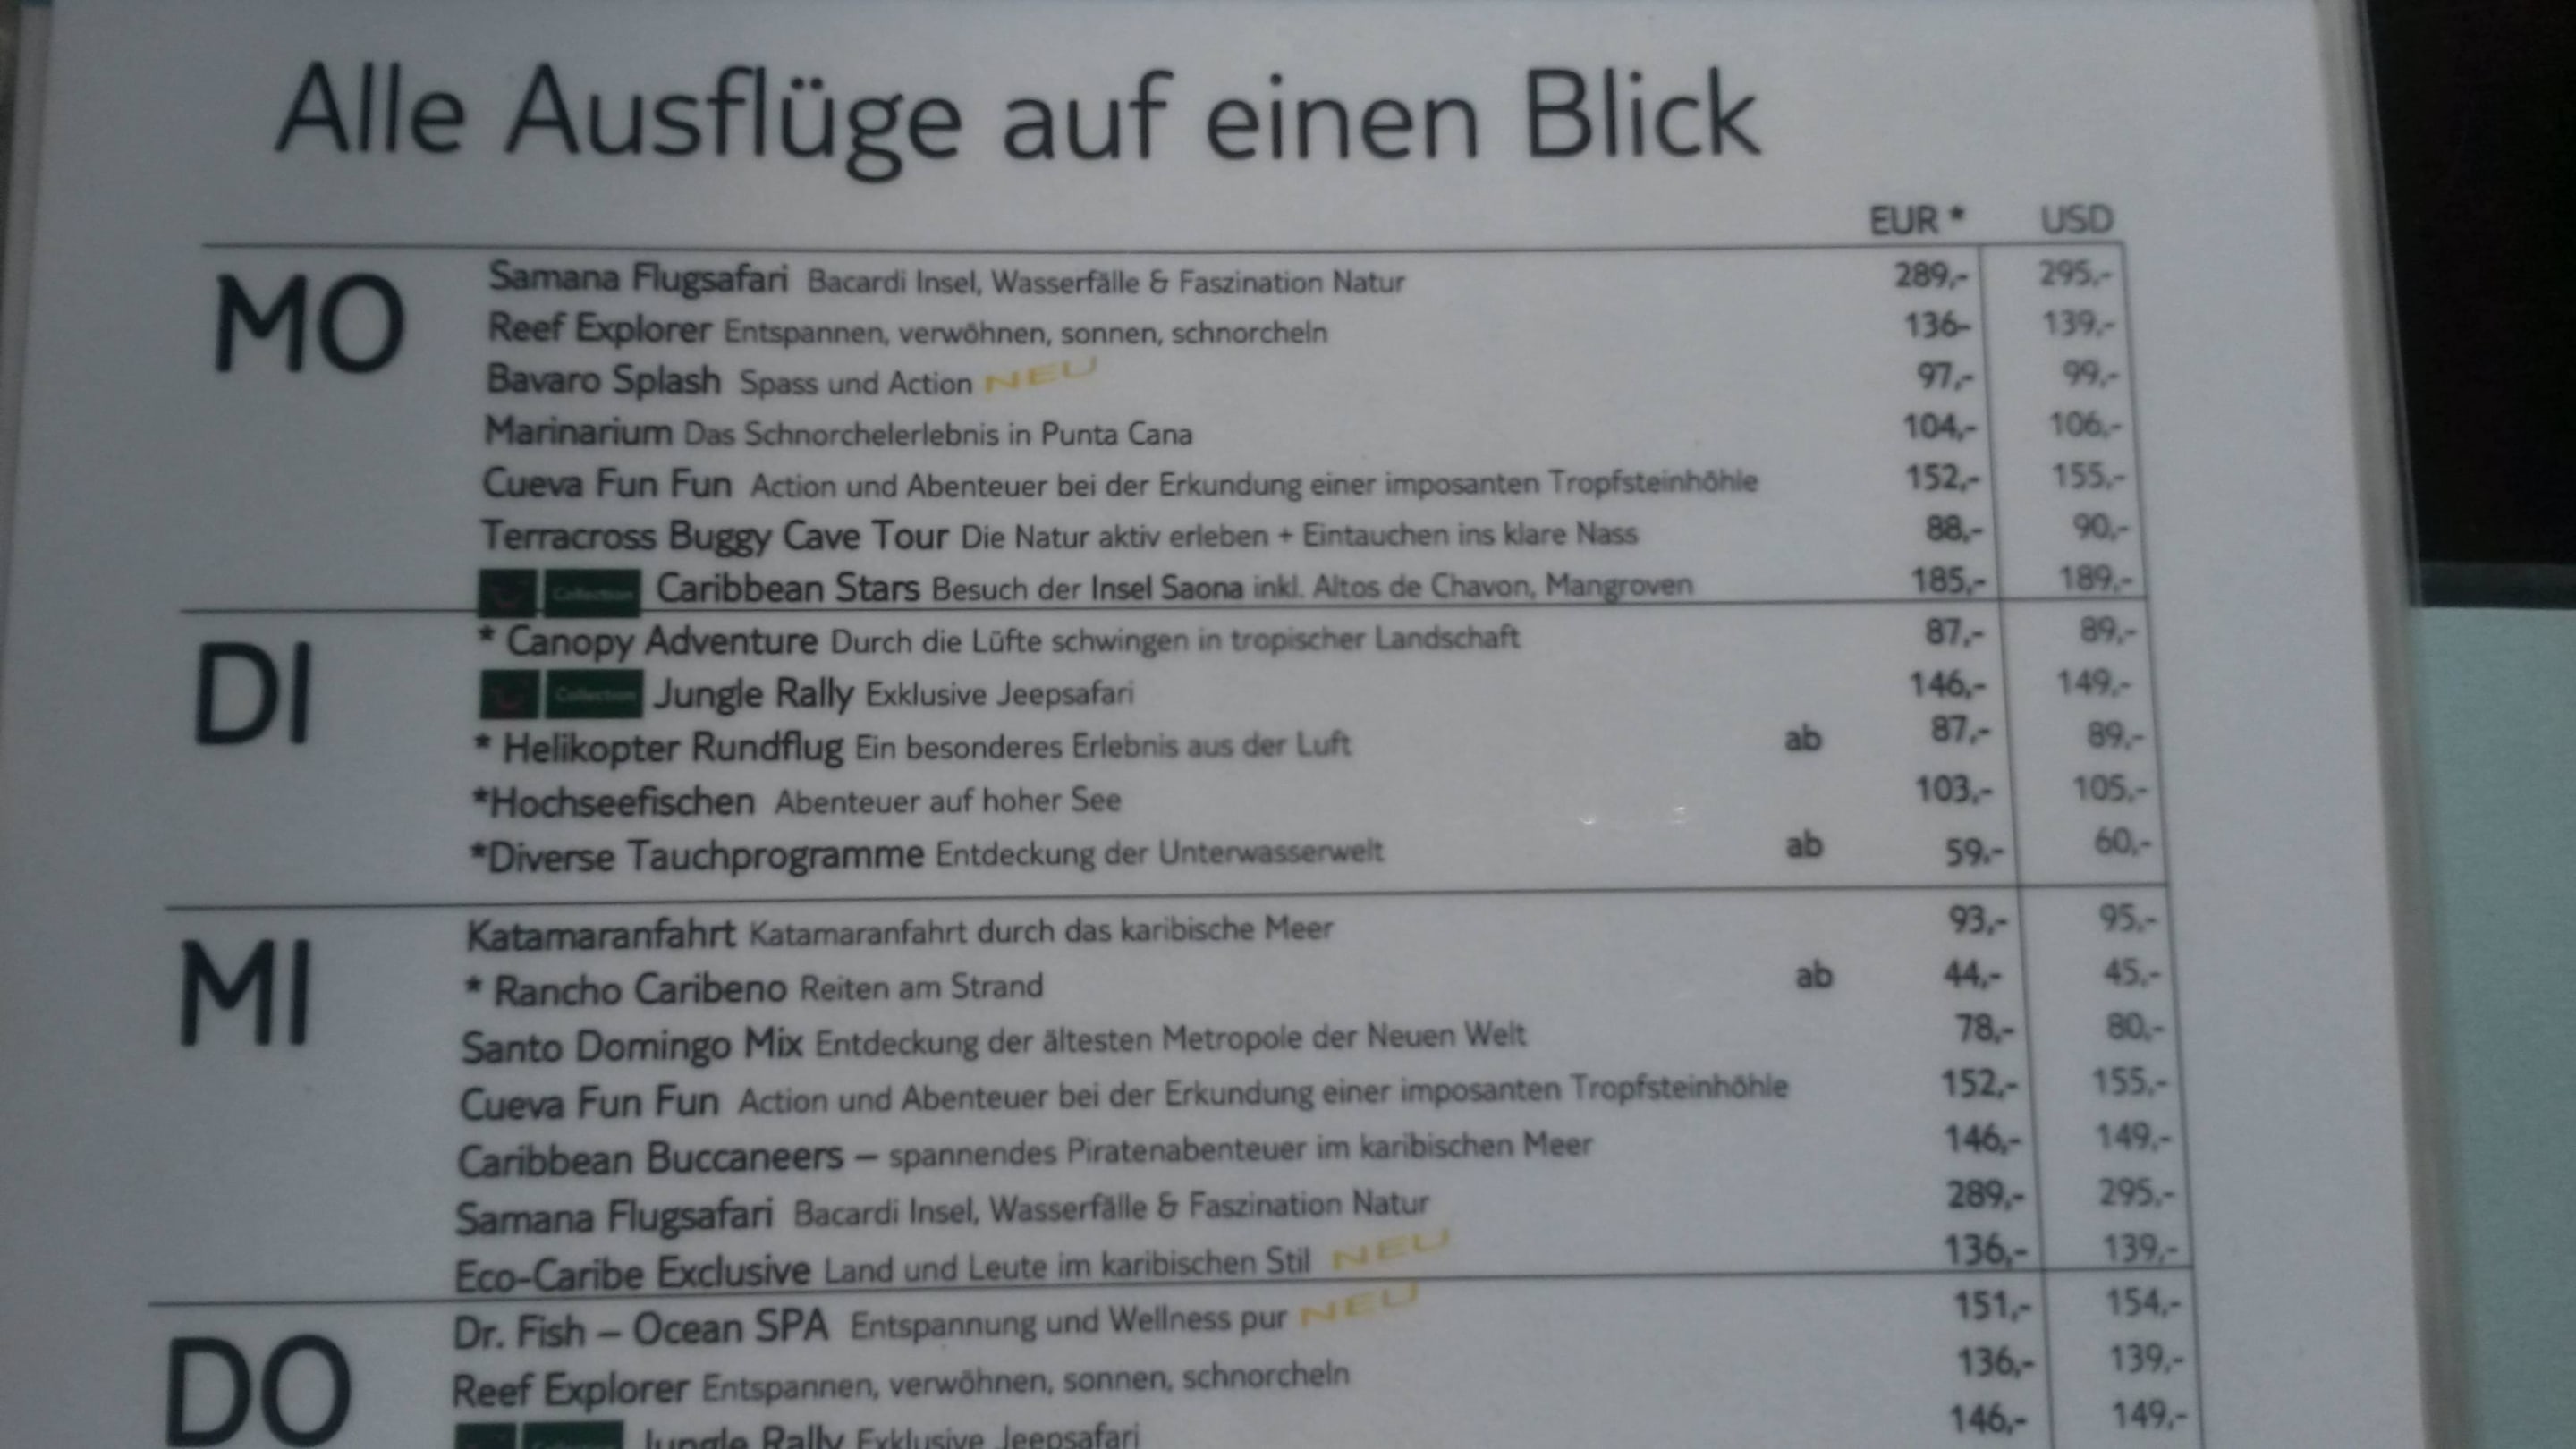 Alle Ausflüge auf einen Blick
EUR * USD
MO
Samana Flugsafari Bacardi Insel, Wasserfälle & Faszination Natur 289,- 295,-
Reef Explorer Entspannen, verwöhnen, sonnen, schnorcheln 136- 139,-
Bavaro Splash Spass und Action NEU 97,- 99,-
Marinarium Das Schnorchelerlebnis in Punta Cana 104,- 106,-
Cueva Fun Fun Action und Abenteuer bei der Erkundung einer imposanten Tropfsteinhöhle 152,- 155,-
Terracross Buggy Cave Tour Die Natur aktiv erleben + Eintauchen ins klare Nass 88,- 90,-
Collection Caribbean Stars Besuch der Insel Saona inkl. Altos de Chavon, Mangroven 185,- 189,-
DI
* Canopy Adventure Durch die Lüfte schwingen in tropischer Landschaft 87,- 89,-
Collection Jungle Rally Exklusive Jeepsafari 146,- 149,-
* Helikopter Rundflug Ein besonderes Erlebnis aus der Luft ab 87,- 89,-
*Hochseefischen Abenteuer auf hoher See 103,- 105,-
*Diverse Tauchprogramme Entdeckung der Unterwasserwelt ab 59,- 60,-
MI
Katamaranfahrt Katamaranfahrt durch das karibische Meer 93,- 95,-
* Rancho Caribeno Reiten am Strand ab 44,- 45,-
Santo Domingo Mix Entdeckung der ältesten Metropole der Neuen Welt 78,- 80,-
Cueva Fun Fun Action und Abenteuer bei der Erkundung einer imposanten Tropfsteinhöhle 152,- 155,-
Caribbean Buccaneers – spannendes Piratenabenteuer im karibischen Meer 146,- 149,-
Samana Flugsafari Bacardi Insel, Wasserfälle & Faszination Natur 289,- 295,-
Eco-Caribe Exclusive Land und Leute im karibischen Stil NEU 136,- 139,-
DO
Dr. Fish – Ocean SPA Entspannung und Wellness pur NEU 151,- 154,-
Reef Explorer Entspannen, verwöhnen, sonnen, schnorcheln 136,- 139,-
Jungle Rally Exklusive Jeepsafari 146,- 149,-